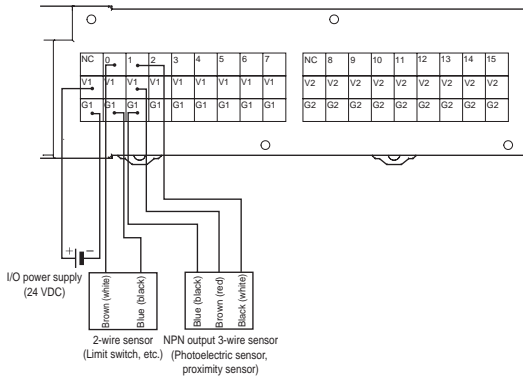 NC 0 1 2 3 4 5 6 7 NC 8 9 10 11 12 13 14 15
V1 V1 V1 V1 V1 V1 V1 V1 V1 V2 V2 V2 V2 V2 V2 V2 V2 V2
G1 G1 G1 G1 G1 G1 G1 G1 G1 G2 G2 G2 G2 G2 G2 G2 G2 G2
+ −
I/O power supply
(24 VDC)
Brown (white)
Blue (black)
Blue (black)
Brown (red)
Black (white)
2-wire sensor
(Limit switch, etc.)
NPN output 3-wire sensor
(Photoelectric sensor,
proximity sensor)